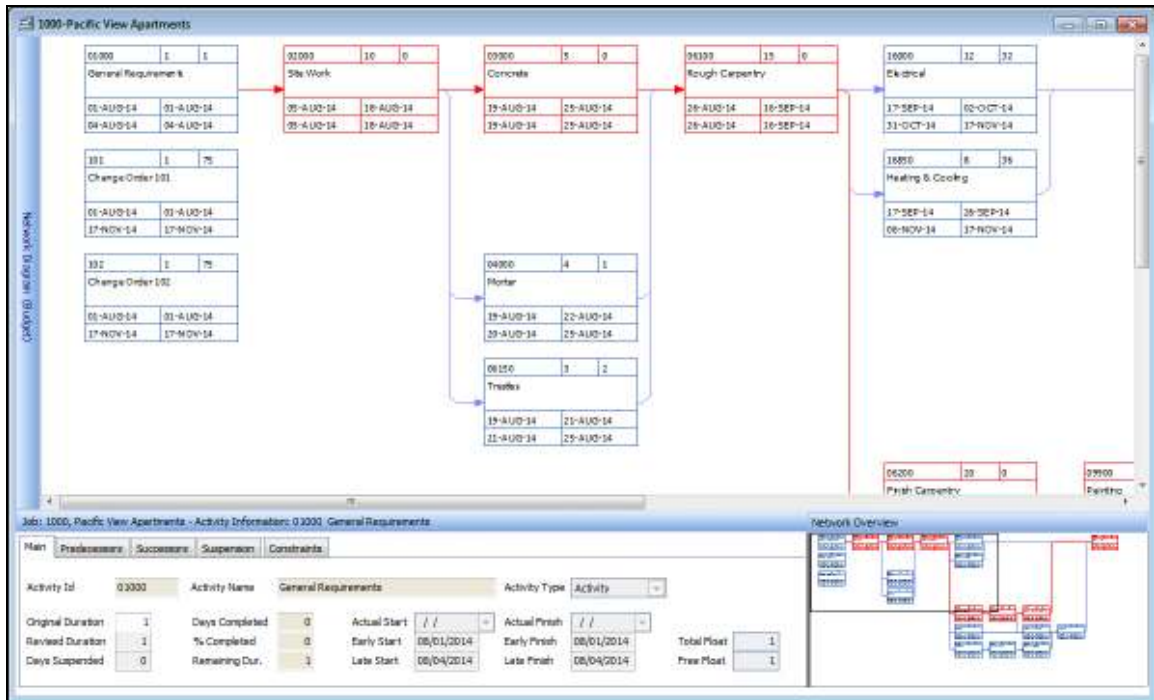 1000-Pacific View Apartments
Network Diagram (Budget)
01000 1 1
General Requirements
01-AUG-14 01-AUG-14
04-AUG-14 04-AUG-14
02000 10 0
Site Work
05-AUG-14 18-AUG-14
05-AUG-14 18-AUG-14
03000 5 0
Concrete
19-AUG-14 25-AUG-14
19-AUG-14 25-AUG-14
06100 15 0
Rough Carpentry
26-AUG-14 16-SEP-14
26-AUG-14 16-SEP-14
16000 12 32
Electrical
17-SEP-14 02-OCT-14
31-OCT-14 17-NOV-14
101 1 75
Change Order 101
01-AUG-14 01-AUG-14
17-NOV-14 17-NOV-14
16850 8 36
Heating & Cooling
17-SEP-14 26-SEP-14
06-NOV-14 17-NOV-14
102 1 75
Change Order 102
01-AUG-14 01-AUG-14
17-NOV-14 17-NOV-14
04000 4 1
Mortar
19-AUG-14 22-AUG-14
20-AUG-14 25-AUG-14
06150 3 2
Trestles
19-AUG-14 21-AUG-14
21-AUG-14 25-AUG-14
06200 20 0
Finish Carpentry
09900
Painting
Job: 1000, Pacific View Apartments - Activity Information: 01000 General Requirements
Network Overview
Main Predecessors Successors Suspension Constraints
Activity Id 01000 Activity Name General Requirements Activity Type Activity
Original Duration 1 Days Completed 0 Actual Start / / Actual Finish / /
Revised Duration 1 % Completed 0 Early Start 08/01/2014 Early Finish 08/01/2014 Total Float 1
Days Suspended 0 Remaining Dur. 1 Late Start 08/04/2014 Late Finish 08/04/2014 Free Float 1